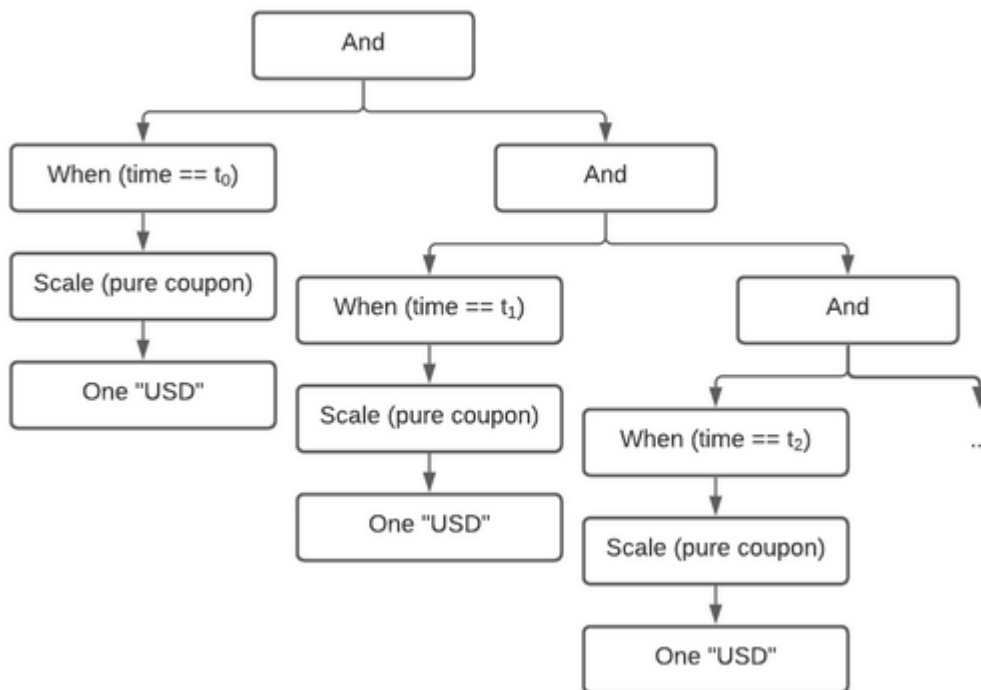 And
When (time == t₀)
And
Scale (pure coupon)
When (time == t₁)
And
One "USD"
Scale (pure coupon)
When (time == t₂)
..
One "USD"
Scale (pure coupon)
One "USD"